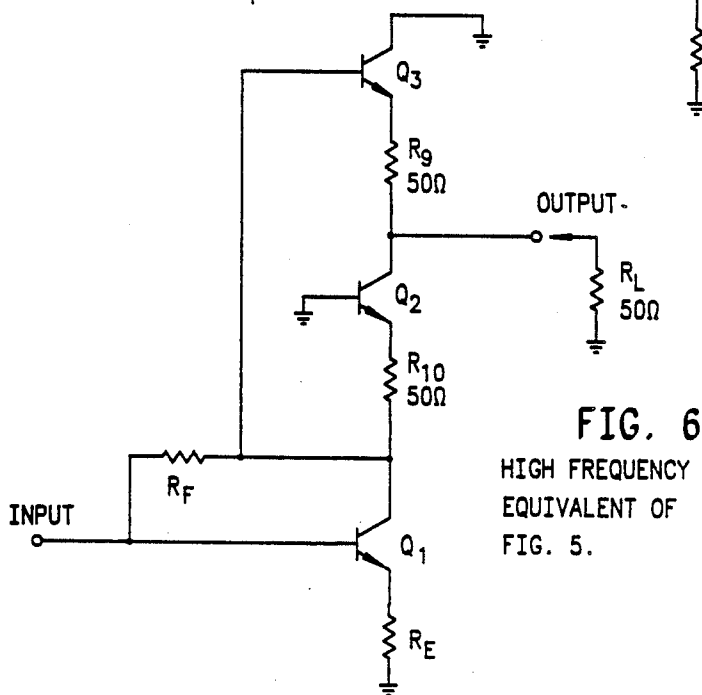 Q3
R9
50Ω
OUTPUT-
RL
50Ω
Q2
R10
50Ω
FIG. 6
HIGH FREQUENCY
EQUIVALENT OF
FIG. 5.
RF
INPUT
Q1
RE